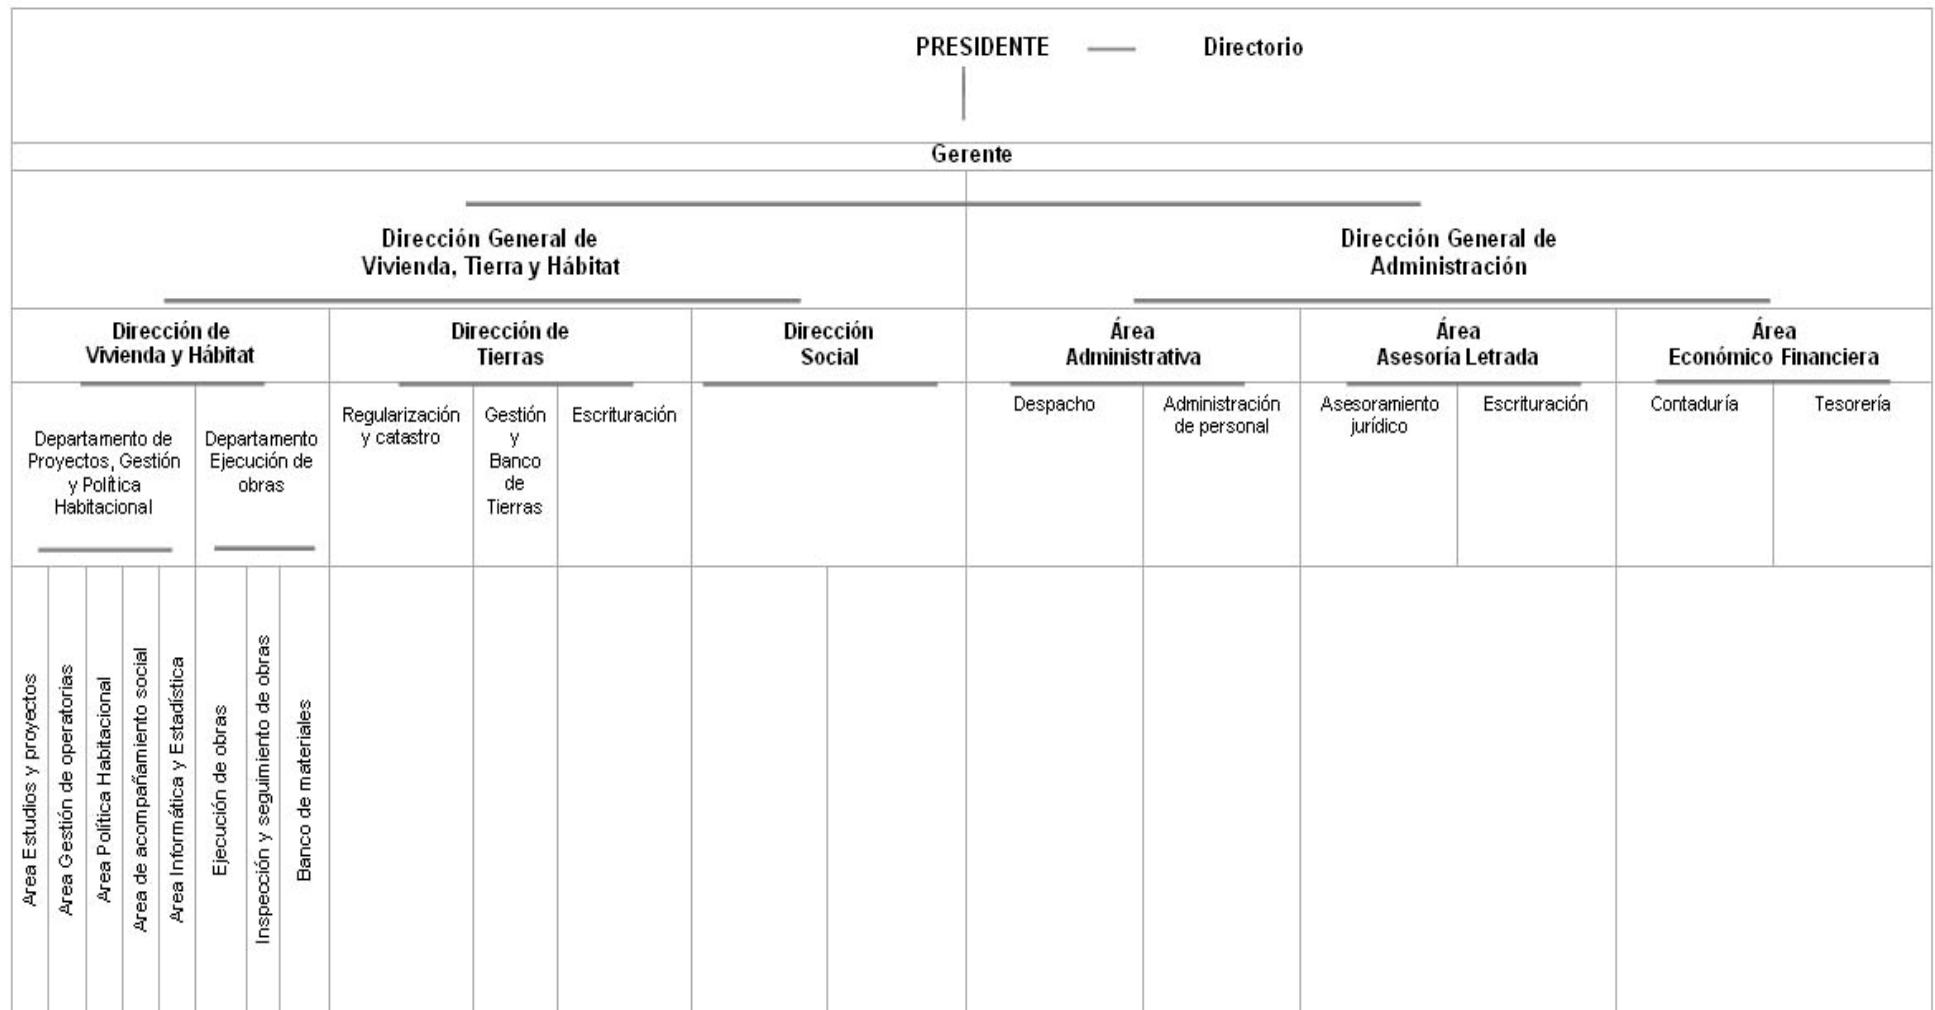 PRESIDENTE
Directorio
Gerente
Dirección General de
Vivienda, Tierra y Hábitat
Dirección General de
Administración
Dirección de
Vivienda y Hábitat
Dirección de
Tierras
Dirección
Social
Área
Administrativa
Área
Asesoría Letrada
Área
Económico Financiera
Departamento de
Proyectos, Gestión
y Política
Habitacional
Departamento
Ejecución de
obras
Regularización
y catastro
Gestión
y
Banco
de
Tierras
Escrituración
Despacho
Administración
de personal
Asesoramiento
jurídico
Escrituración
Contaduría
Tesorería
Area Estudios y proyectos
Area Gestión de operatorias
Area Política Habitacional
Area de acompañamiento social
Area Informática y Estadística
Ejecución de obras
Inspección y seguimiento de obras
Banco de materiales